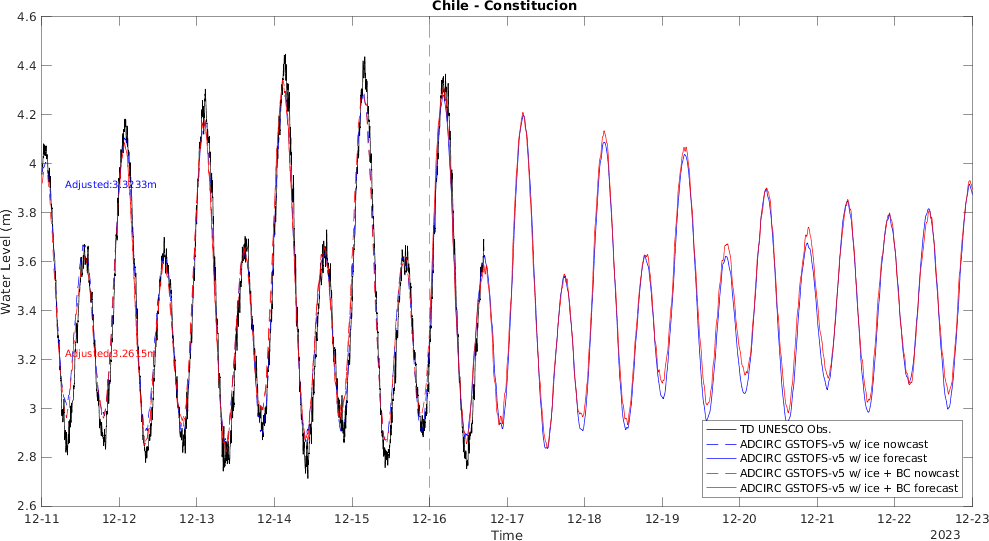 Chile - Constitucion
4.6
4.4
4.2
4
3.8
3.6
3.4
3.2
3
2.8
2.6
Water Level (m)
Adjusted:3.3233m
Adjusted:3.2615m
TD UNESCO Obs.
ADCIRC GSTOFS-v5 w/ ice nowcast
ADCIRC GSTOFS-v5 w/ ice forecast
ADCIRC GSTOFS-v5 w/ ice + BC nowcast
ADCIRC GSTOFS-v5 w/ ice + BC forecast
12-11 12-12 12-13 12-14 12-15 12-16 12-17 12-18 12-19 12-20 12-21 12-22 12-23
Time
2023